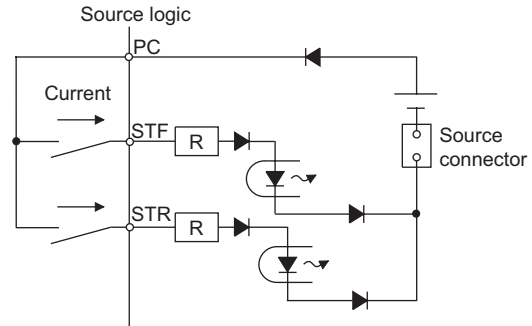 Source logic
PC
Current
STF
R
Source
connector
STR
R